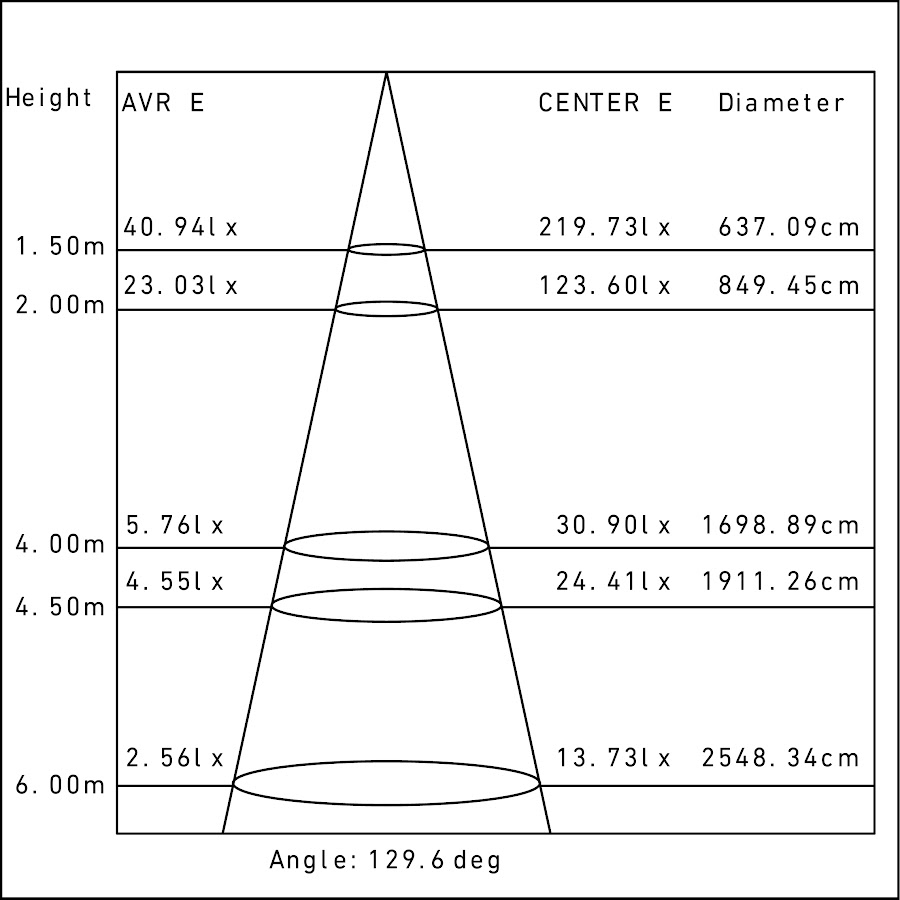 Height AVR E CENTER E Diameter
40.94lx 219.73lx 637.09cm
1.50m
23.03lx 123.60lx 849.45cm
2.00m
5.76lx 30.90lx 1698.89cm
4.00m
4.55lx 24.41lx 1911.26cm
4.50m
2.56lx 13.73lx 2548.34cm
6.00m
Angle: 129.6 deg